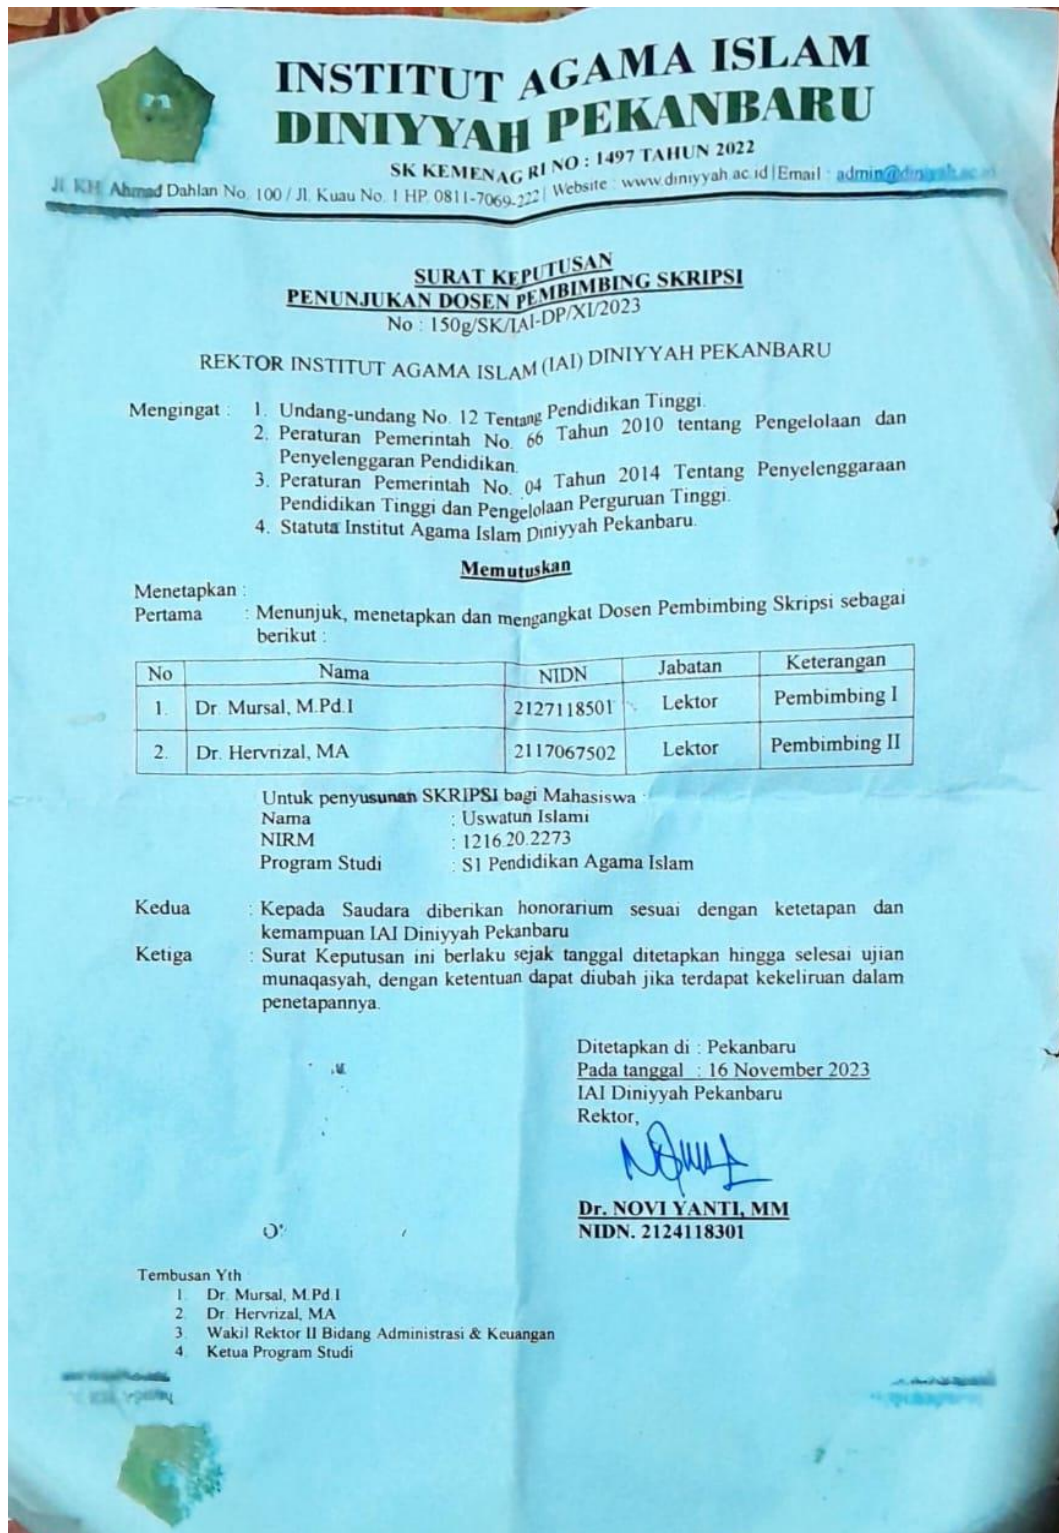 INSTITUT AGAMA ISLAM
DINIYYAH PEKANBARU
SK KEMENAG RI NO : 1497 TAHUN 2022
Jl. KH. Ahmad Dahlan No. 100 / Jl. Kuau No. 1 HP. 0811-7069-222 | Website : www.diniyyah.ac.id | Email : admin@diniyyah.ac.id
SURAT KEPUTUSAN
PENUNJUKAN DOSEN PEMBIMBING SKRIPSI
No : 150g/SK/IAI-DP/XI/2023
REKTOR INSTITUT AGAMA ISLAM (IAI) DINIYYAH PEKANBARU
Mengingat : 1. Undang-undang No. 12 Tentang Pendidikan Tinggi.
2. Peraturan Pemerintah No. 66 Tahun 2010 tentang Pengelolaan dan
Penyelenggaran Pendidikan.
3. Peraturan Pemerintah No. 04 Tahun 2014 Tentang Penyelenggaraan
Pendidikan Tinggi dan Pengelolaan Perguruan Tinggi.
4. Statuta Institut Agama Islam Diniyyah Pekanbaru.
Memutuskan
Menetapkan :
Pertama : Menunjuk, menetapkan dan mengangkat Dosen Pembimbing Skripsi sebagai
berikut :
No Nama NIDN Jabatan Keterangan
1. Dr. Mursal, M.Pd.I 2127118501 Lektor Pembimbing I
2. Dr. Hervrizal, MA 2117067502 Lektor Pembimbing II
Untuk penyusunan SKRIPSI bagi Mahasiswa :
Nama : Uswatun Islami
NIRM : 1216.20.2273
Program Studi : S1 Pendidikan Agama Islam
Kedua : Kepada Saudara diberikan honorarium sesuai dengan ketetapan dan
kemampuan IAI Diniyyah Pekanbaru
Ketiga : Surat Keputusan ini berlaku sejak tanggal ditetapkan hingga selesai ujian
munaqasyah, dengan ketentuan dapat diubah jika terdapat kekeliruan dalam
penetapannya.
Ditetapkan di : Pekanbaru
Pada tanggal : 16 November 2023
IAI Diniyyah Pekanbaru
Rektor,
Dr. NOVI YANTI, MM
NIDN. 2124118301
Tembusan Yth
1. Dr. Mursal, M.Pd.I
2. Dr. Hervrizal, MA
3. Wakil Rektor II Bidang Administrasi & Keuangan
4. Ketua Program Studi